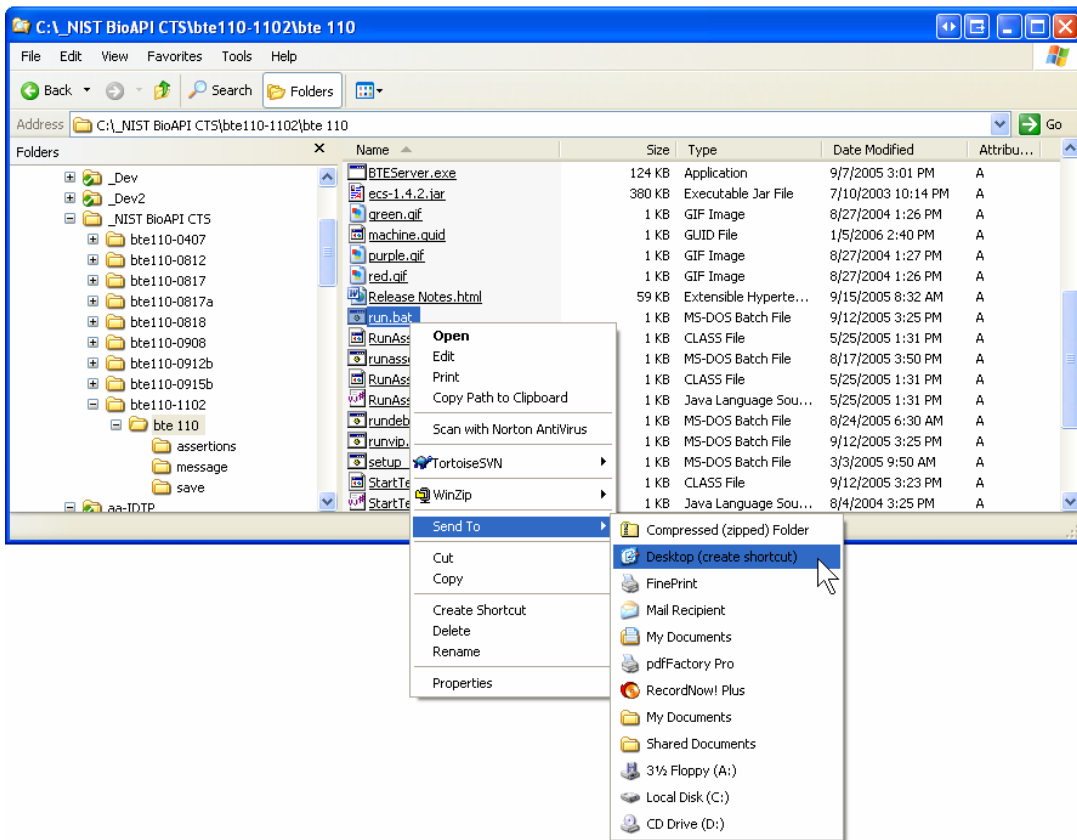 C:\_NIST BioAPI CTS\bte110-1102\bte 110
File Edit View Favorites Tools Help
Back Search Folders
Address C:\_NIST BioAPI CTS\bte110-1102\bte 110 Go
Folders
_Dev
_Dev2
_NIST BioAPI CTS
bte110-0407
bte110-0812
bte110-0817
bte110-0817a
bte110-0818
bte110-0908
bte110-0912b
bte110-0915b
bte110-1102
bte 110
assertions
message
save
aa-IDTP
Name Size Type Date Modified Attribu...
BTEServer.exe 124 KB Application 9/7/2005 3:01 PM A
ecs-1.4.2.jar 380 KB Executable Jar File 7/10/2003 10:14 PM A
green.gif 1 KB GIF Image 8/27/2004 1:26 PM A
machine.guid 1 KB GUID File 1/5/2006 2:40 PM A
purple.gif 1 KB GIF Image 8/27/2004 1:27 PM A
red.gif 1 KB GIF Image 8/27/2004 1:26 PM A
Release Notes.html 59 KB Extensible Hyperte... 9/15/2005 8:32 AM A
run.bat 1 KB MS-DOS Batch File 9/12/2005 3:25 PM A
RunAss 1 KB CLASS File 5/25/2005 1:31 PM A
runasse 1 KB MS-DOS Batch File 8/17/2005 3:50 PM A
RunAss 1 KB CLASS File 5/25/2005 1:31 PM A
RunAss 1 KB Java Language Sou... 5/25/2005 1:31 PM A
rundeb 1 KB MS-DOS Batch File 8/24/2005 6:30 AM A
runvip. 1 KB MS-DOS Batch File 9/12/2005 3:25 PM A
setup_ 1 KB MS-DOS Batch File 3/3/2005 9:50 AM A
StartTe 1 KB CLASS File 9/12/2005 3:23 PM A
StartTe 1 KB Java Language Sou... 8/4/2004 3:25 PM A
Open
Edit
Print
Copy Path to Clipboard
Scan with Norton AntiVirus
TortoiseSVN
WinZip
Send To
Cut
Copy
Create Shortcut
Delete
Rename
Properties
Compressed (zipped) Folder
Desktop (create shortcut)
FinePrint
Mail Recipient
My Documents
pdfFactory Pro
RecordNow! Plus
My Documents
Shared Documents
3½ Floppy (A:)
Local Disk (C:)
CD Drive (D:)